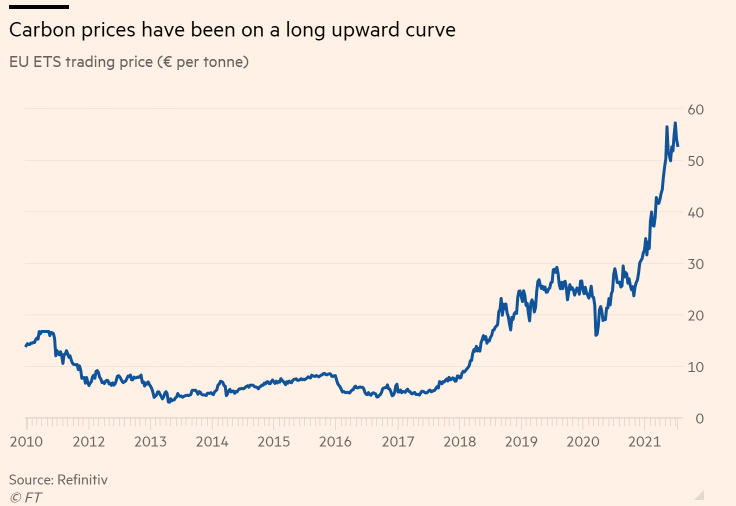 Carbon prices have been on a long upward curve
EU ETS trading price (€ per tonne)
60
50
40
30
20
10
0
2010 2012 2013 2014 2015 2016 2017 2018 2019 2020 2021
Source: Refinitiv
© FT